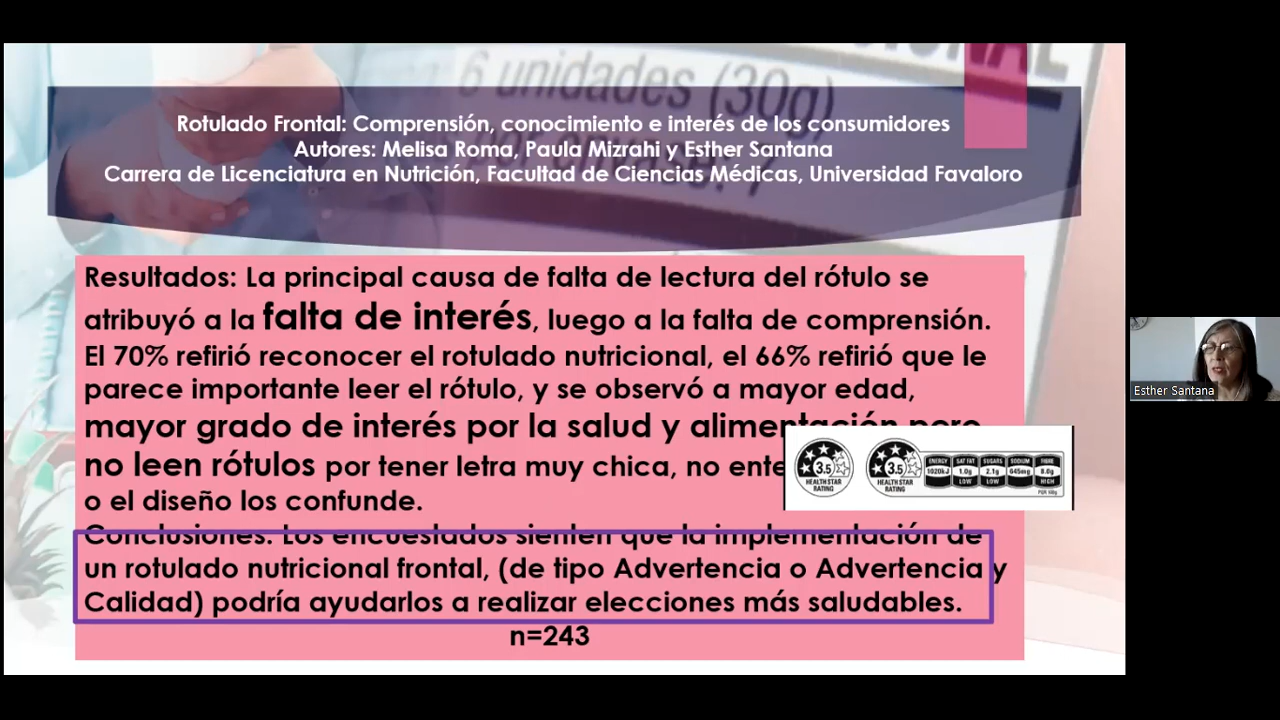 6 unidades (30g)
Rotulado Frontal: Comprensión, conocimiento e interés de los consumidores
Autores: Melisa Roma, Paula Mizrahi y Esther Santana
Carrera de Licenciatura en Nutrición, Facultad de Ciencias Médicas, Universidad Favaloro
Resultados: La principal causa de falta de lectura del rótulo se
atribuyó a la falta de interés, luego a la falta de comprensión.
El 70% refirió reconocer el rotulado nutricional, el 66% refirió que le
parece importante leer el rótulo, y se observó a mayor edad,
mayor grado de interés por la salud y alimentación pero
no leen rótulos por tener letra muy chica, no ente
o el diseño los confunde.
Conclusiones: Los encuestados sienten que la implementación de
un rotulado nutricional frontal, (de tipo Advertencia o Advertencia y
Calidad) podría ayudarlos a realizar elecciones más saludables.
n=243
3.5
HEALTH STAR
RATING
3.5
HEALTH STAR
RATING
ENERGY SAT FAT SUGARS SODIUM FIBRE
1020kJ 1.0g 2.1g 645mg 8.0g
LOW LOW HIGH
PER 100g
Esther Santana